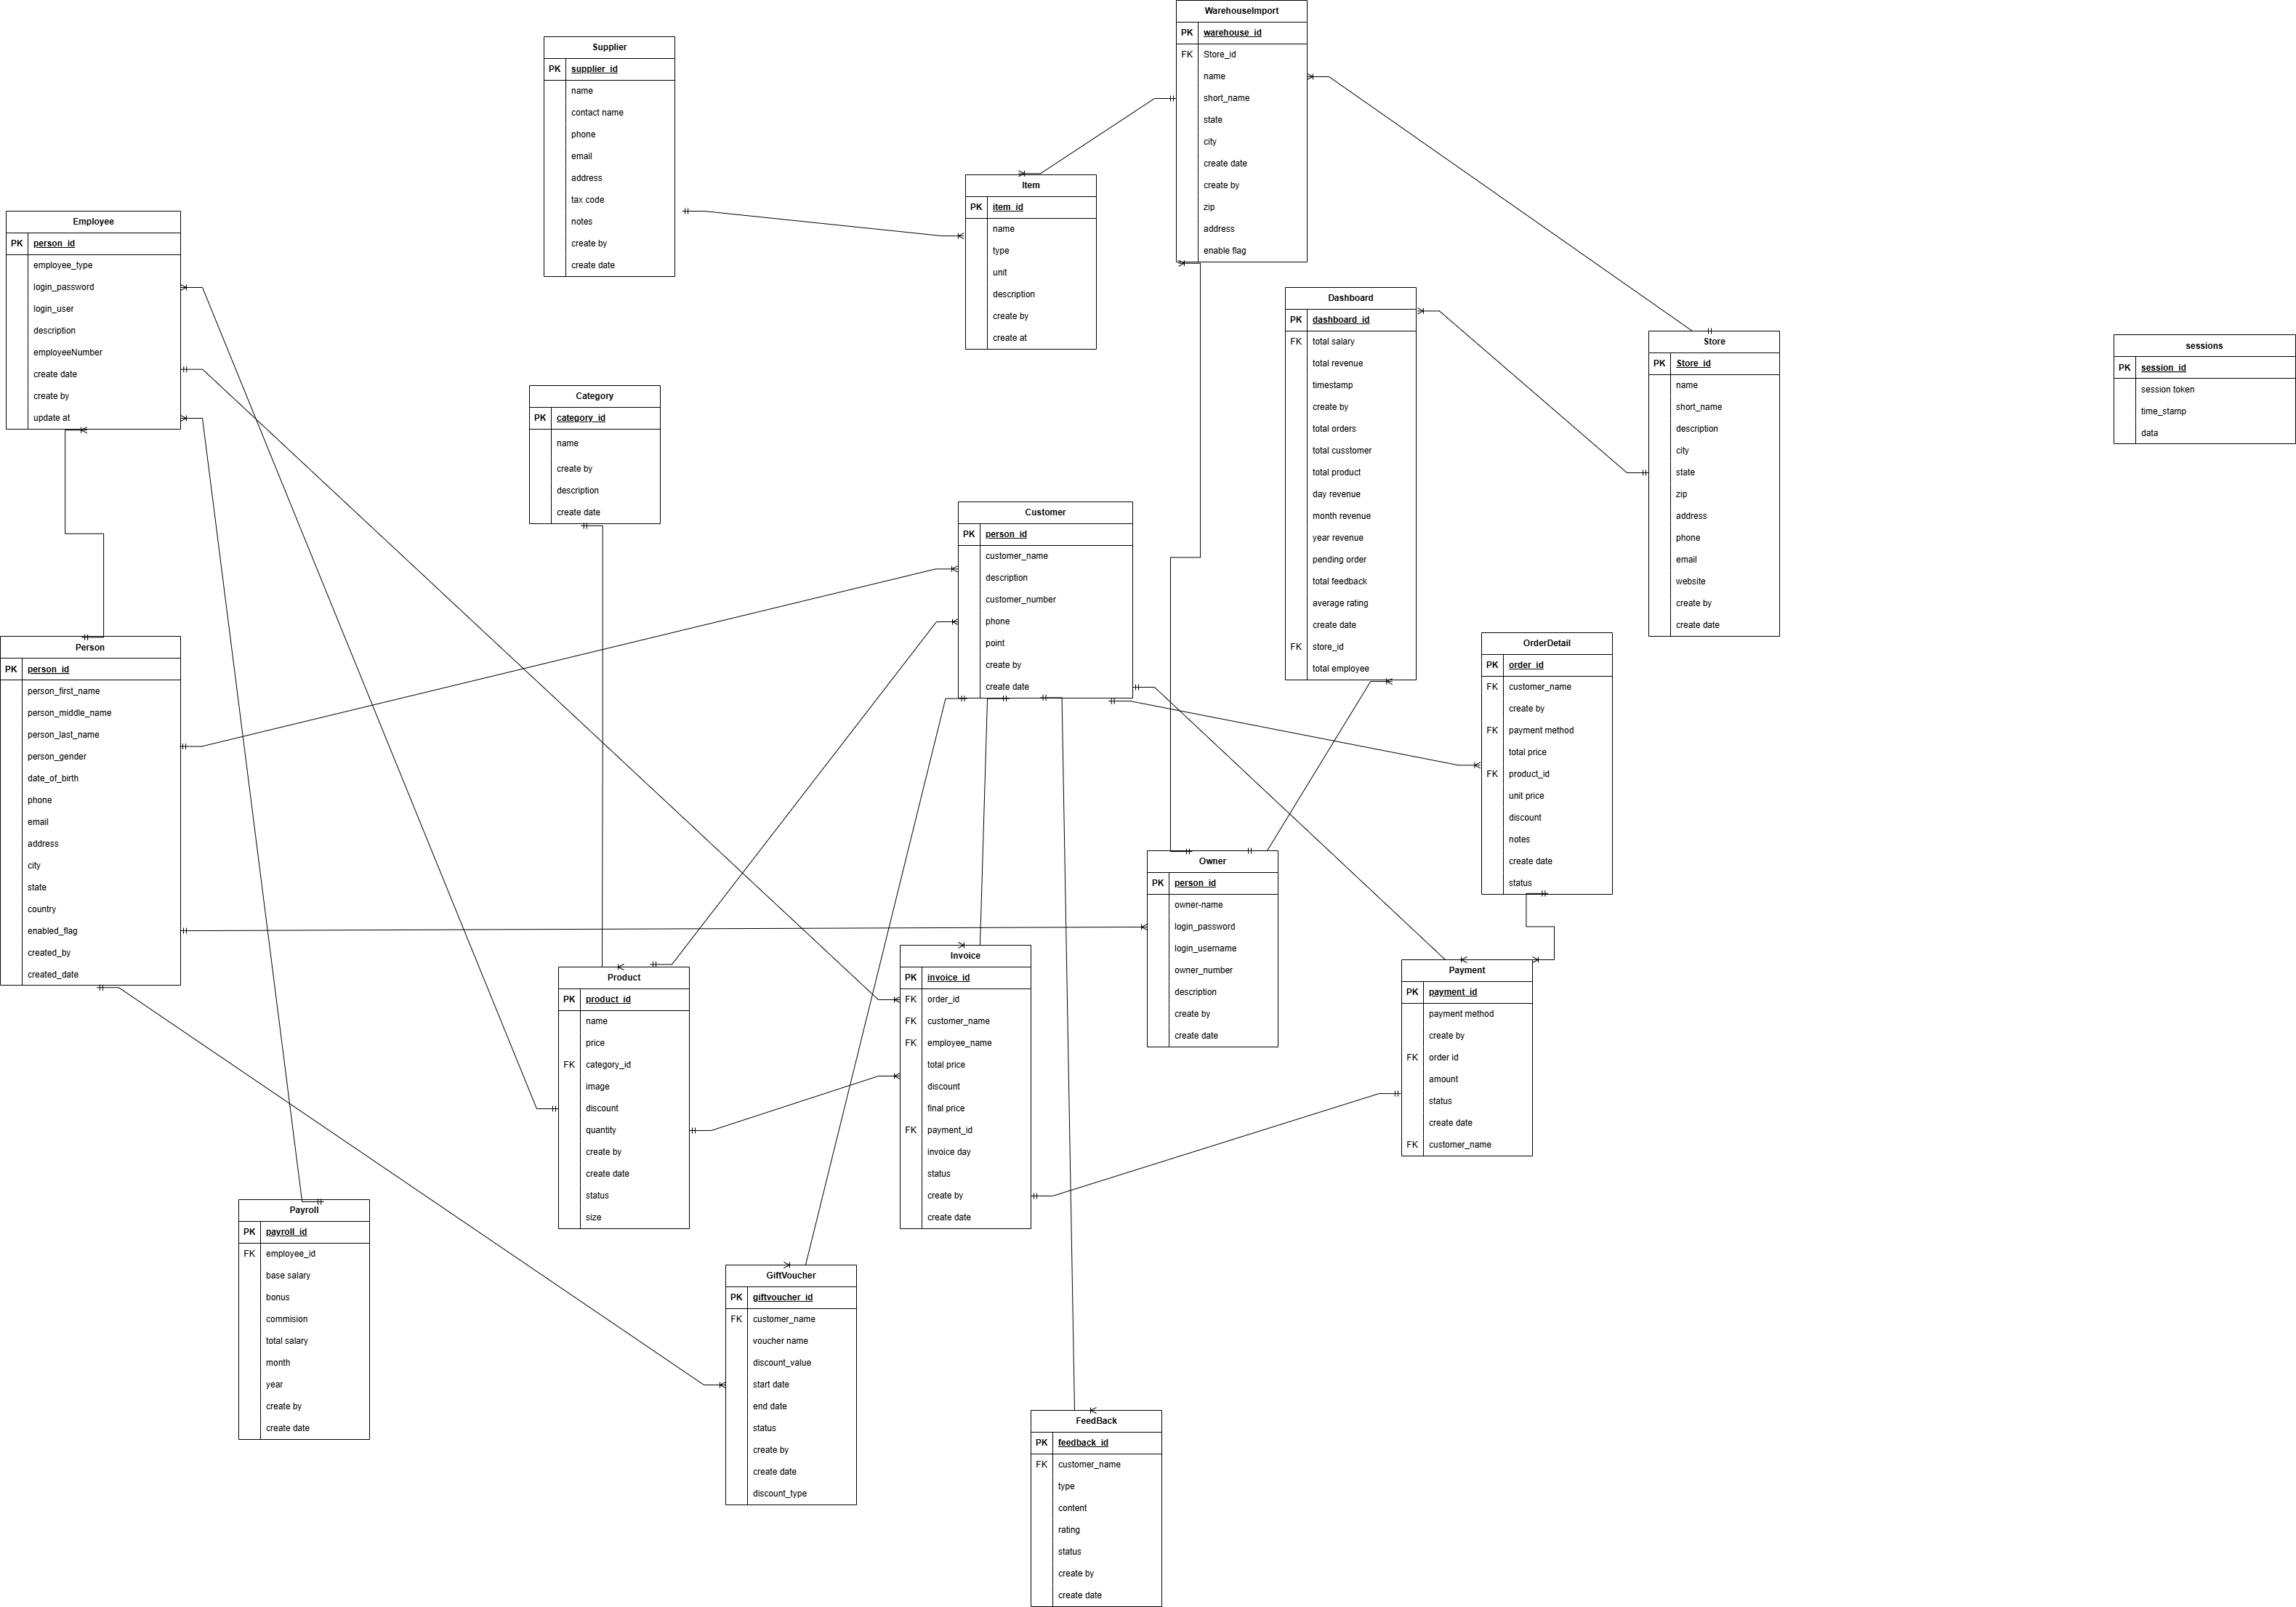 WarehouseImport
PK warehouse_id
FK Store_id
name
short_name
state
city
create date
create by
zip
address
enable flag
Supplier
PK supplier_id
name
contact name
phone
email
address
tax code
notes
create by
create date
Item
PK item_id
name
type
unit
description
create by
create at
Employee
PK person_id
employee_type
login_password
login_user
description
employeeNumber
create date
create by
update at
Dashboard
PK dashboard_id
FK total salary
total revenue
timestamp
create by
total orders
total cusstomer
total product
day revenue
month revenue
year revenue
pending order
total feedback
average rating
create date
FK store_id
total employee
Store
PK Store_id
name
short_name
description
city
state
zip
address
phone
email
website
create by
create date
sessions
PK session_id
session token
time_stamp
data
Category
PK category_id
name
create by
description
create date
Customer
PK person_id
customer_name
description
customer_number
phone
point
create by
create date
Person
PK person_id
person_first_name
person_middle_name
person_last_name
person_gender
date_of_birth
phone
email
address
city
state
country
enabled_flag
created_by
created_date
OrderDetail
PK order_id
FK customer_name
create by
FK payment method
total price
FK product_id
unit price
discount
notes
create date
status
Owner
PK person_id
owner-name
login_password
login_username
owner_number
description
create by
create date
Invoice
PK invoice_id
FK order_id
FK customer_name
FK employee_name
total price
discount
final price
FK payment_id
invoice day
status
create by
create date
Product
PK product_id
name
price
FK category_id
image
discount
quantity
create by
create date
status
size
Payment
PK payment_id
payment method
create by
FK order id
amount
status
create date
FK customer_name
Payroll
PK payroll_id
FK employee_id
base salary
bonus
commision
total salary
month
year
create by
create date
GiftVoucher
PK giftvoucher_id
FK customer_name
voucher name
discount_value
start date
end date
status
create by
create date
discount_type
FeedBack
PK feedback_id
FK customer_name
type
content
rating
status
create by
create date